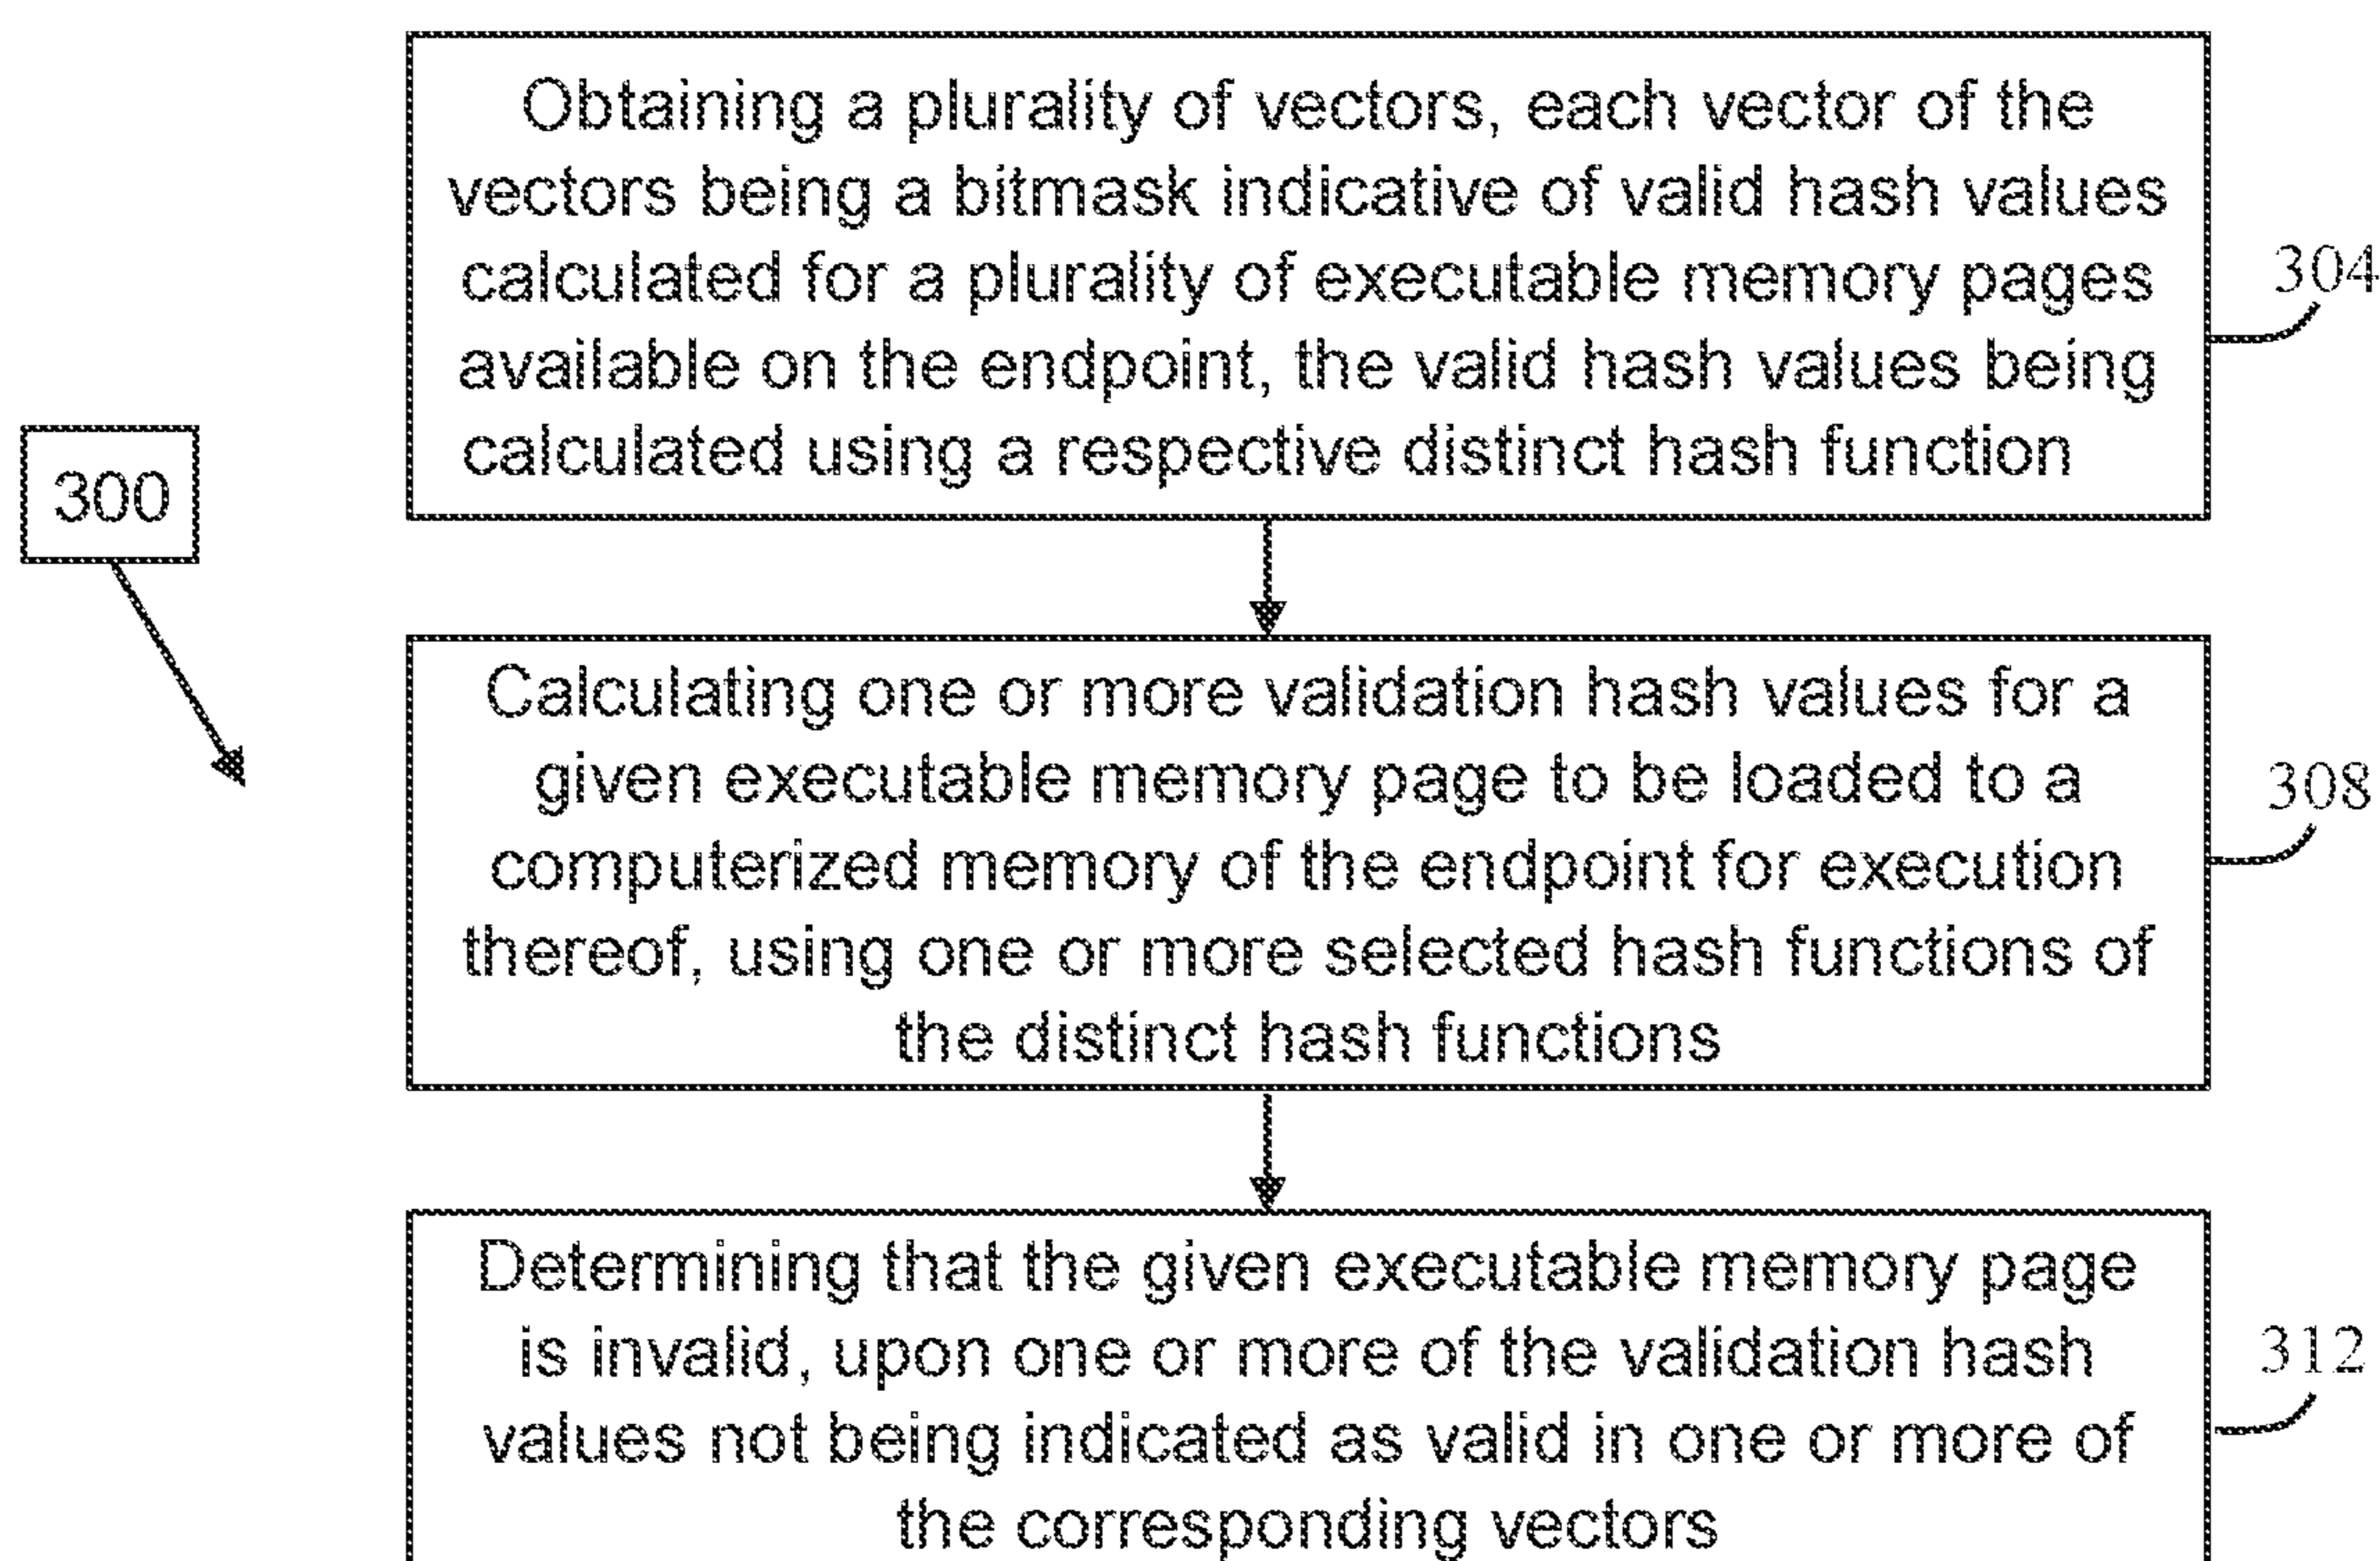 Obtaining a plurality of vectors, each vector of the
vectors being a bitmask indicative of valid hash values
calculated for a plurality of executable memory pages
available on the endpoint, the valid hash values being
calculated using a respective distinct hash function
304
300
Calculating one or more validation hash values for a
given executable memory page to be loaded to a
computerized memory of the endpoint for execution
thereof, using one or more selected hash functions of
the distinct hash functions
308
Determining that the given executable memory page
is invalid, upon one or more of the validation hash
values not being indicated as valid in one or more of
the corresponding vectors
312